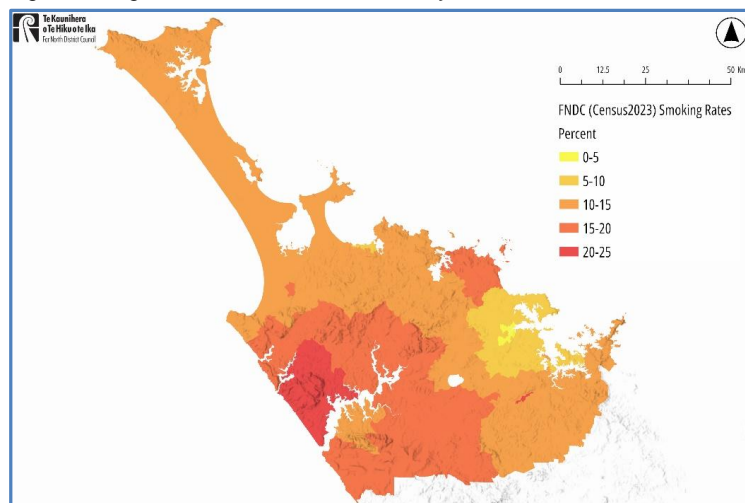 Te Kaunihera
o Te Hiku o te Ika
Far North District Council
0 12.5 25 50 Km
FNDC (Census2023) Smoking Rates
Percent
0-5
5-10
10-15
15-20
20-25